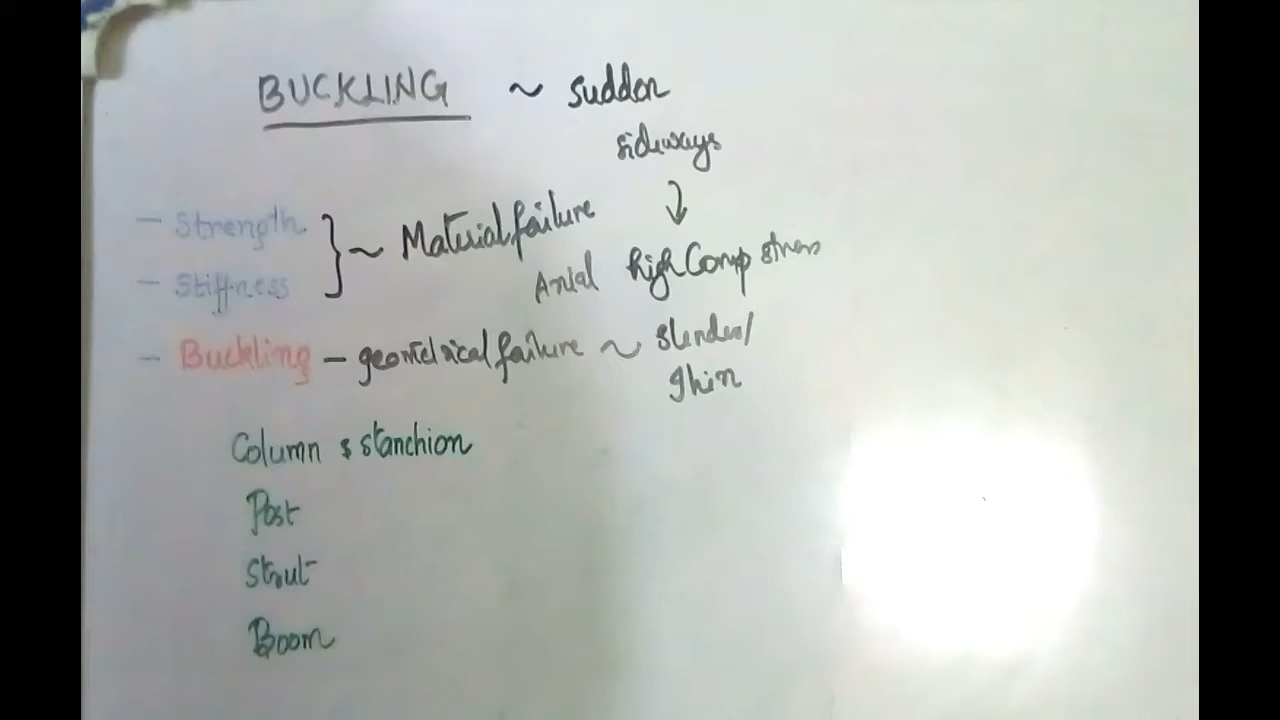 BUCKLING ~ sudden
sideways
- Strength } ~ Material failure
- Stiffness
Axial high Comp stress
- Buckling - geometrical failure ~ slender/
thin
Column & stanchion
Post
Strut
Boom